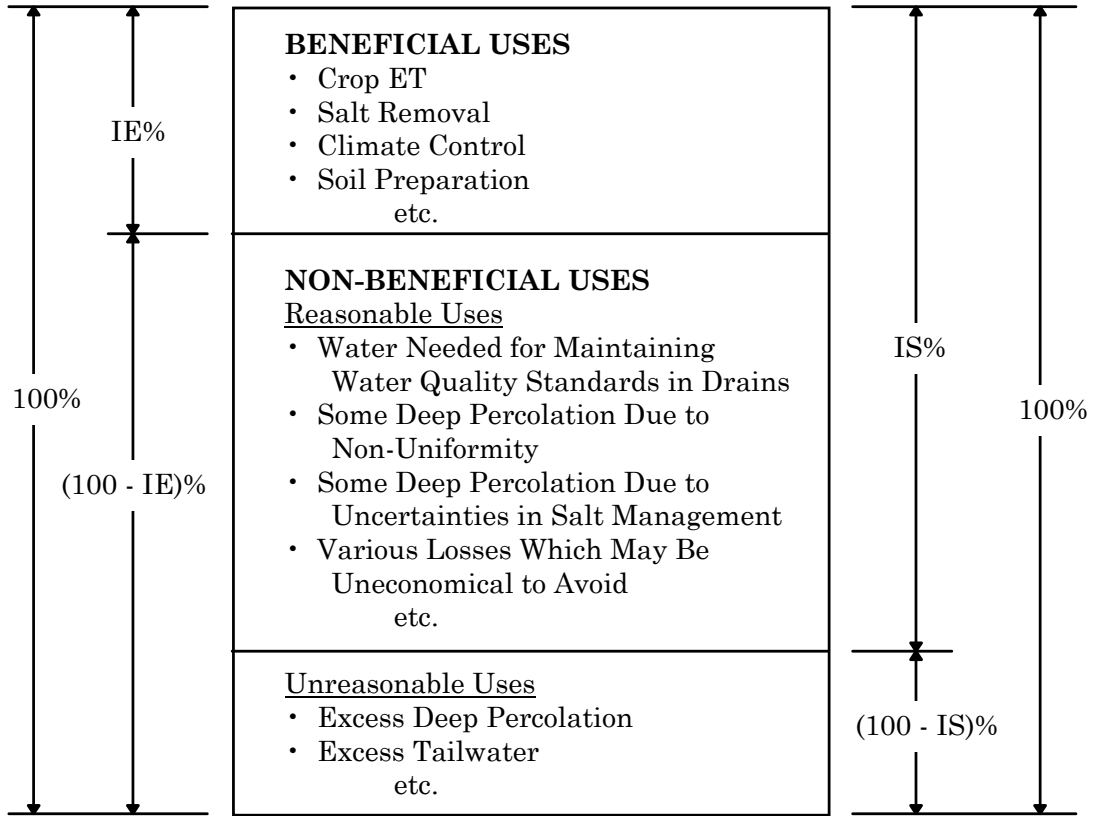 BENEFICIAL USES
・ Crop ET
・ Salt Removal
・ Climate Control
・ Soil Preparation
etc.
IE%
NON-BENEFICIAL USES
Reasonable Uses
・ Water Needed for Maintaining
Water Quality Standards in Drains
・ Some Deep Percolation Due to
Non-Uniformity
・ Some Deep Percolation Due to
Uncertainties in Salt Management
・ Various Losses Which May Be
Uneconomical to Avoid
etc.
100%
(100 - IE)%
IS%
100%
Unreasonable Uses
・ Excess Deep Percolation
・ Excess Tailwater
etc.
(100 - IS)%